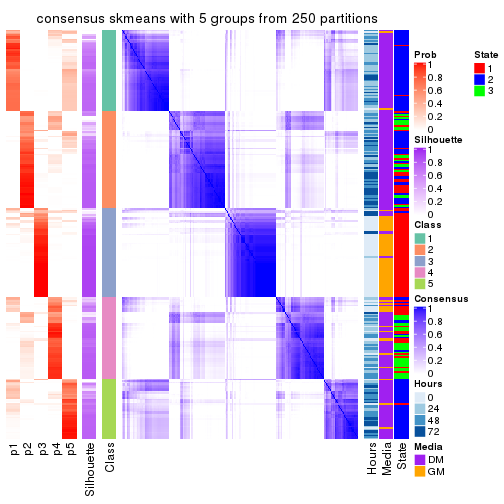 consensus skmeans with 5 groups from 250 partitions
Prob
1
0.8
0.6
0.4
0.2
0
State
1
2
3
Silhouette
1
0.8
0.6
0.4
0.2
0
Class
1
2
3
4
5
Consensus
1
0.8
0.6
0.4
0.2
0
Hours
0
24
48
72
Media
DM
GM
p1
p2
p3
p4
p5
Silhouette
Class
Hours
Media
State